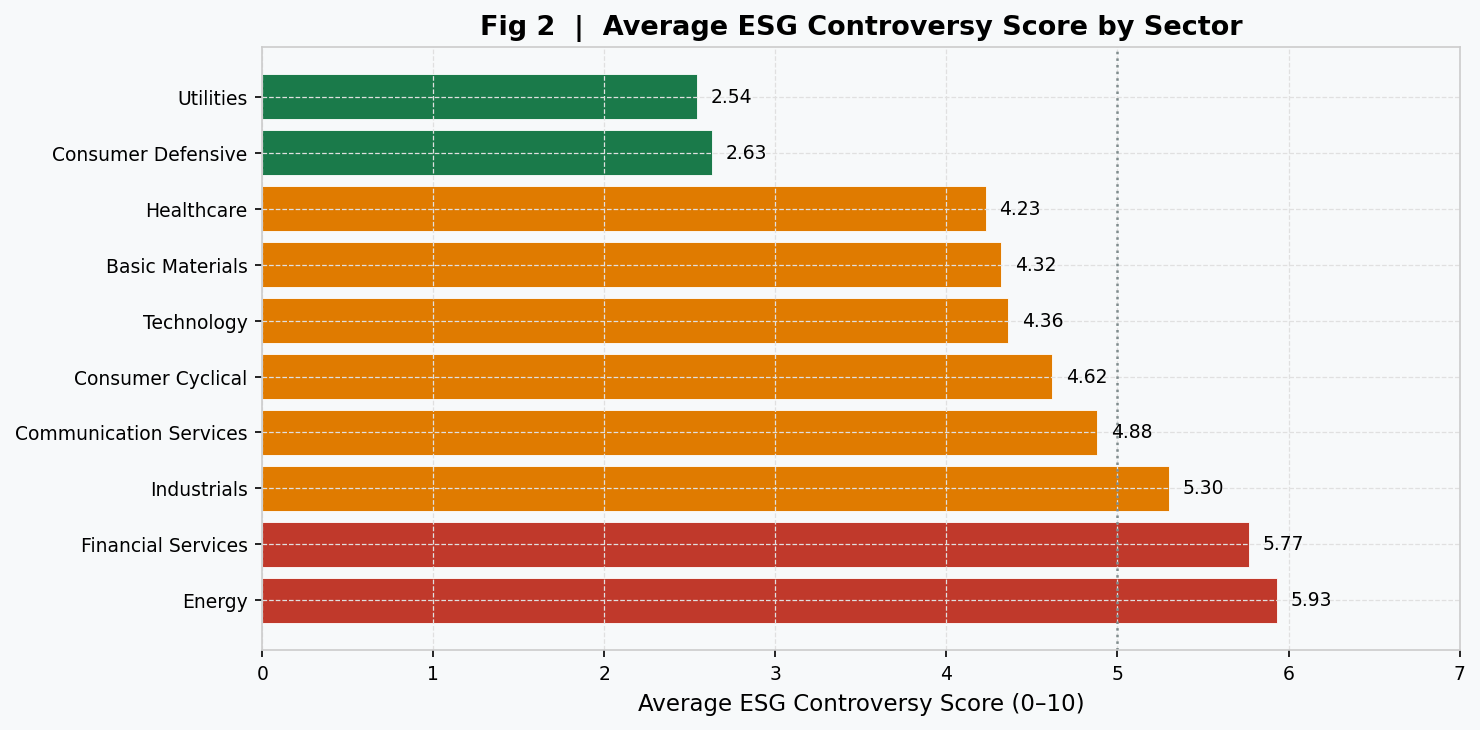 Fig 2  |  Average ESG Controversy Score by Sector
Utilities 2.54
Consumer Defensive 2.63
Healthcare 4.23
Basic Materials 4.32
Technology 4.36
Consumer Cyclical 4.62
Communication Services 4.88
Industrials 5.30
Financial Services 5.77
Energy 5.93
0 1 2 3 4 5 6 7
Average ESG Controversy Score (0–10)